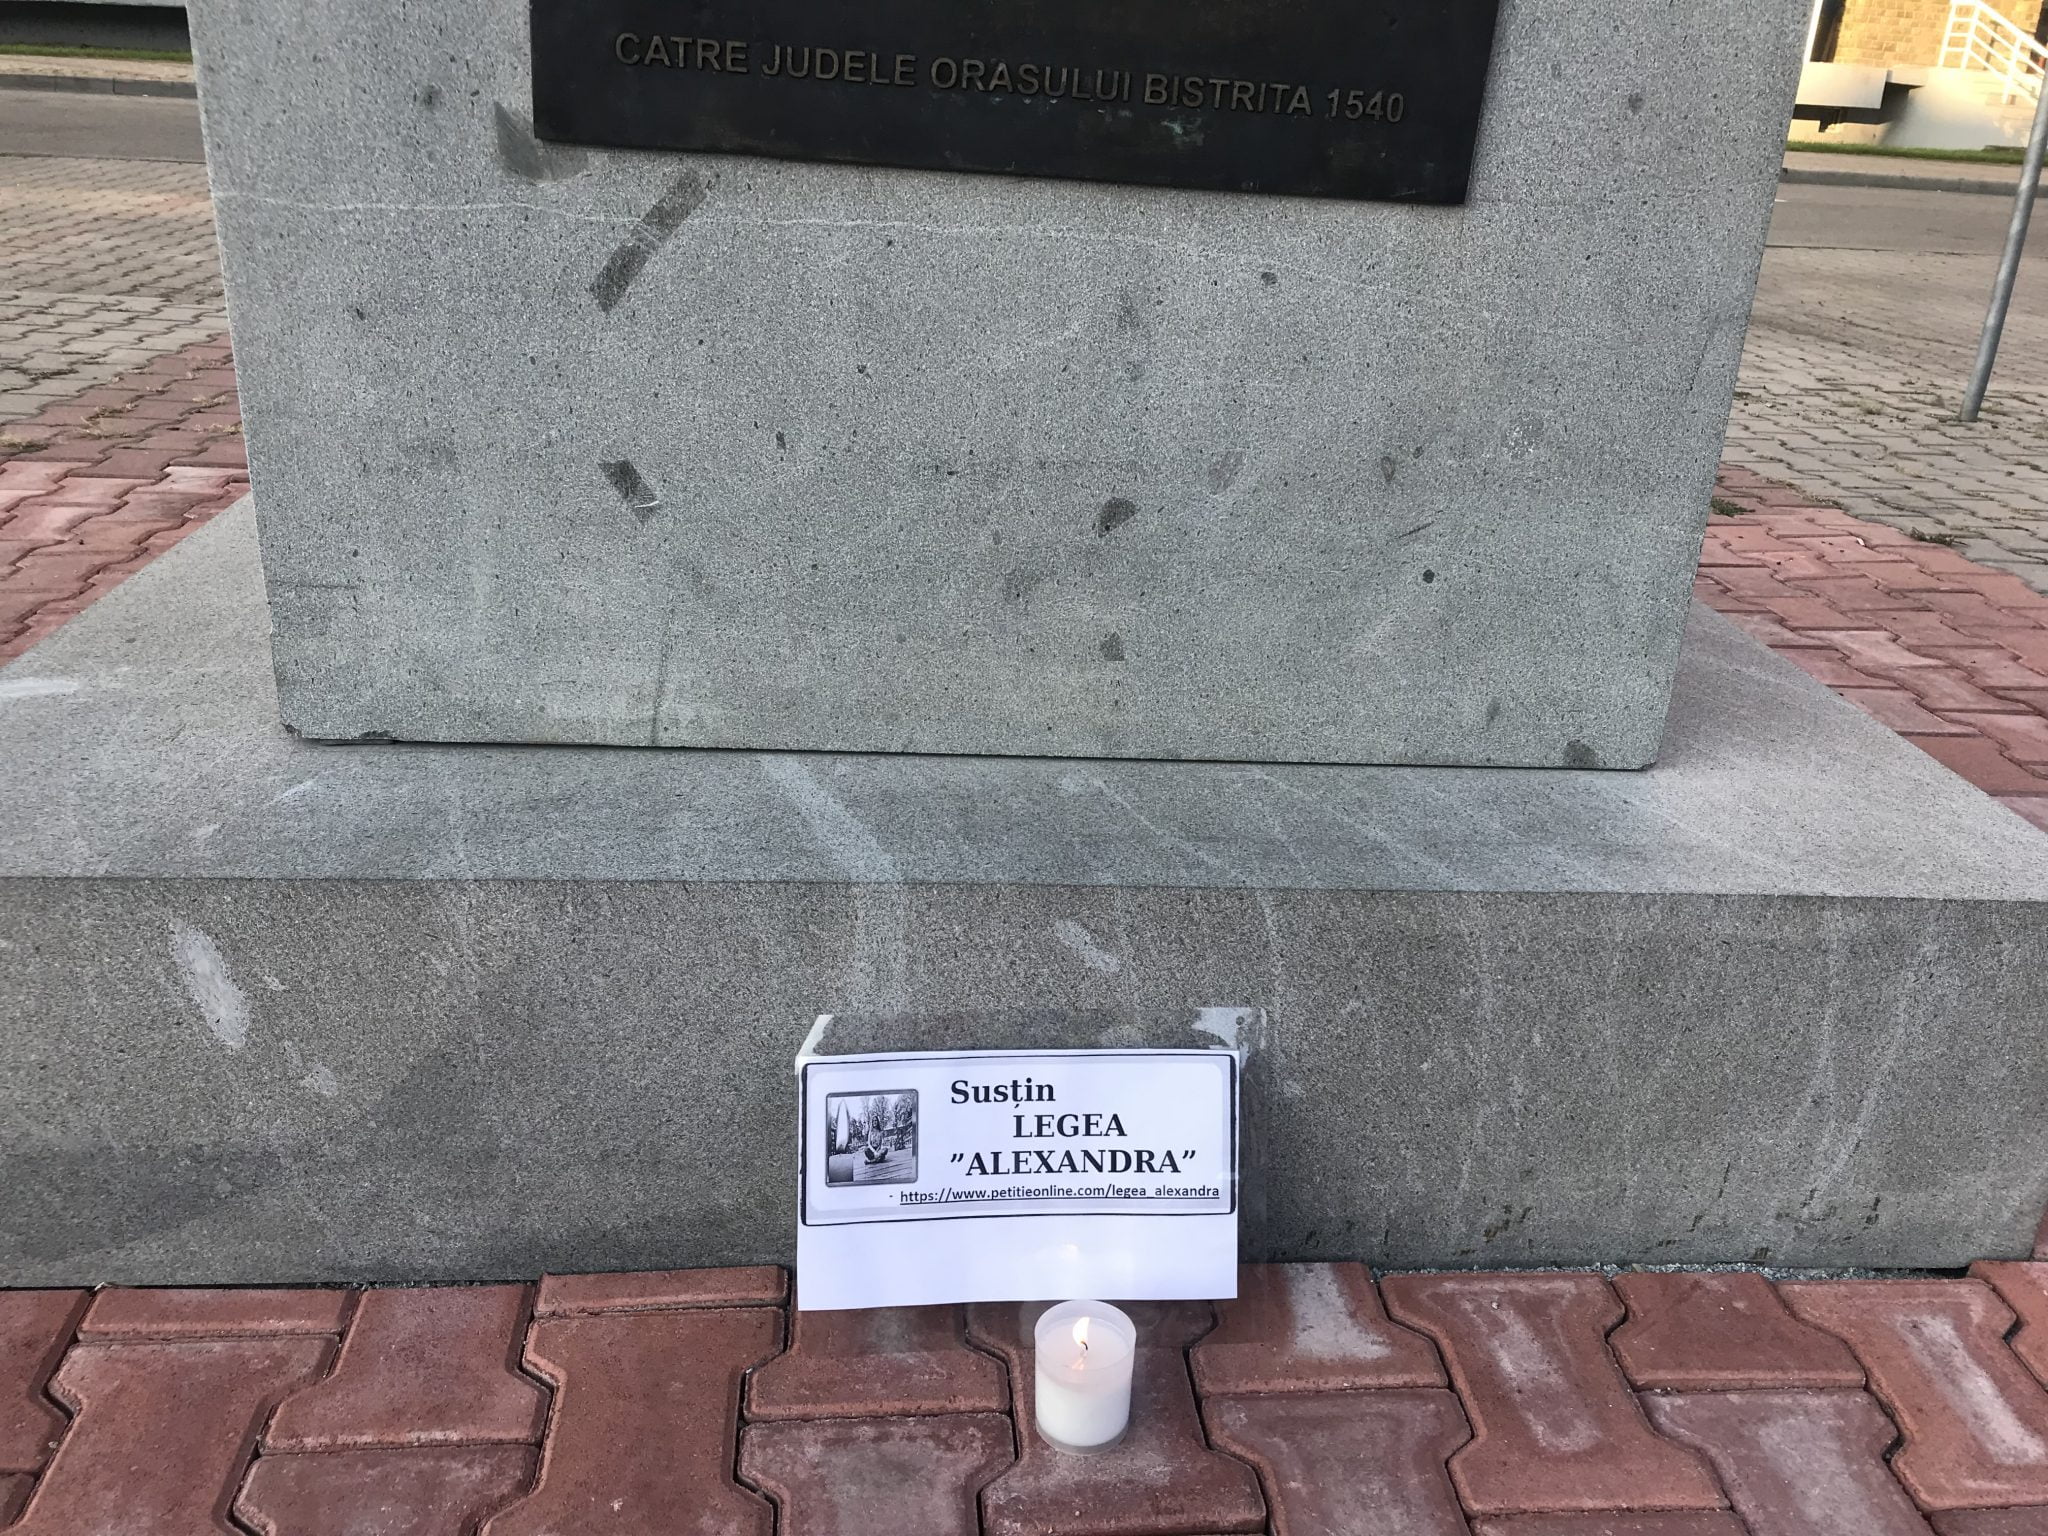 CATRE JUDELE ORASULUI BISTRITA 1540
Susțin
LEGEA
”ALEXANDRA”
- https://www.petitieonline.com/legea_alexandra